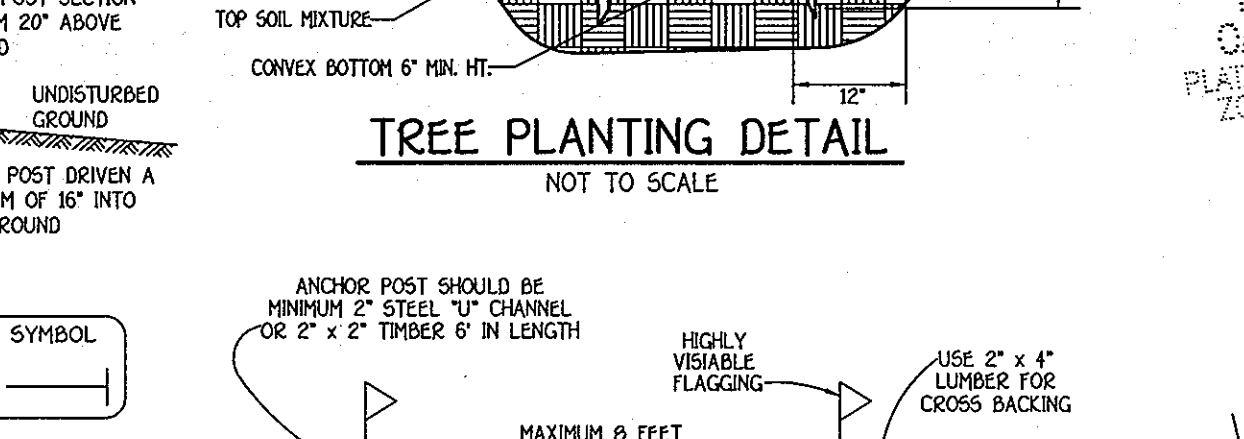 POST SECTION
M 20" ABOVE
TOP SOIL MIXTURE
CONVEX BOTTOM 6" MIN. HT.
12"
UNDISTURBED
GROUND
TREE PLANTING DETAIL
NOT TO SCALE
POST DRIVEN A
M OF 16" INTO
ROUND
ANCHOR POST SHOULD BE
MINIMUM 2" STEEL "U" CHANNEL
OR 2" x 2" TIMBER 6' IN LENGTH
SYMBOL
HIGHLY
VISIABLE
FLAGGING
USE 2" x 4"
LUMBER FOR
CROSS BACKING
MAXIMUM 8 FEET